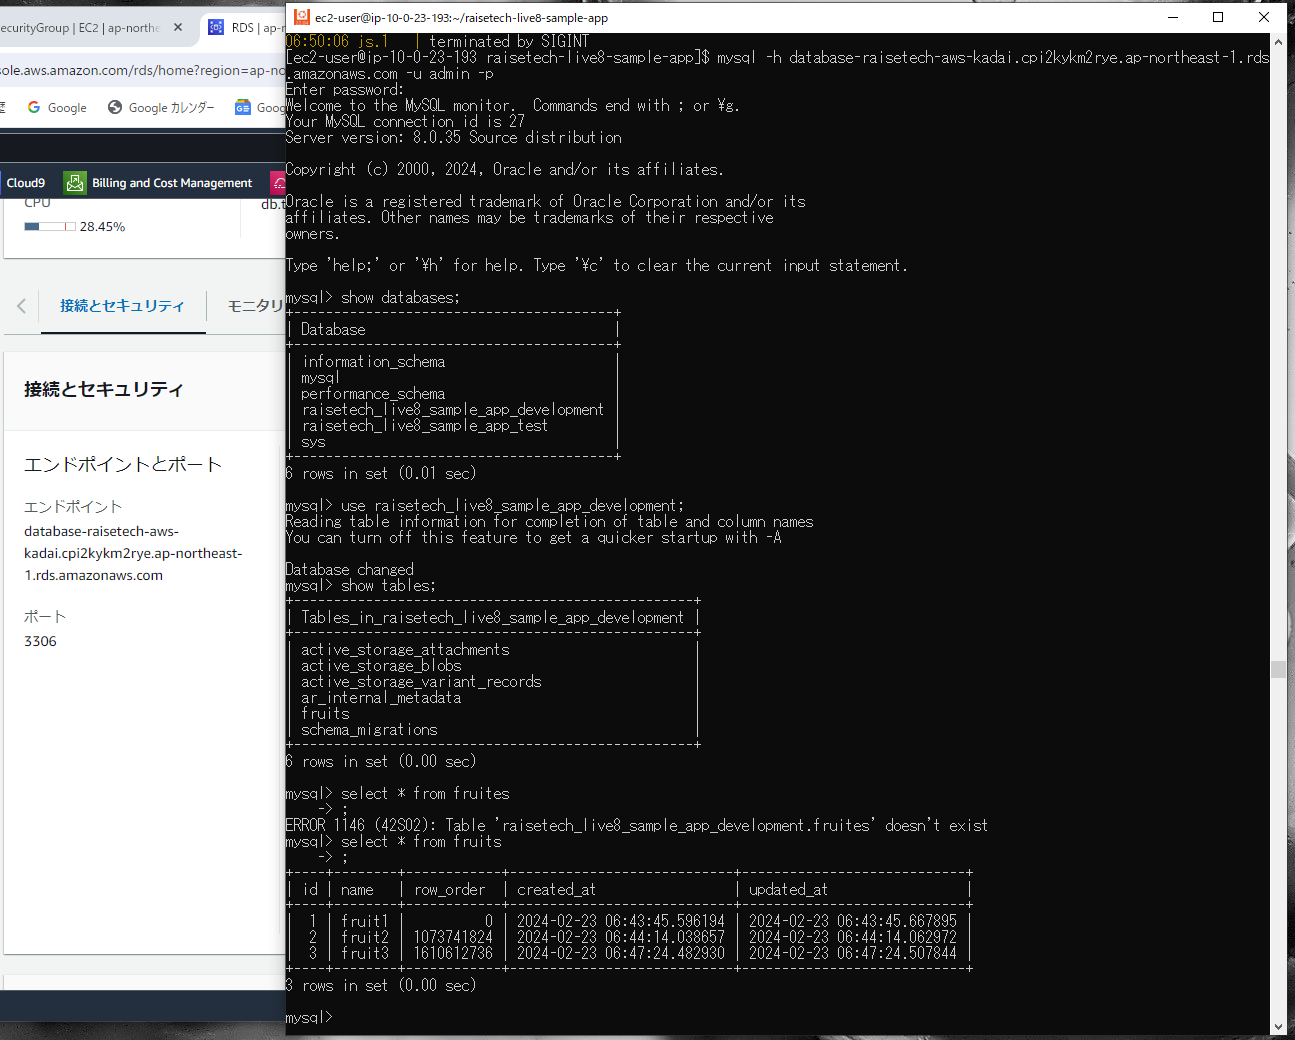 ecurityGroup | EC2 | ap-northe
RDS | ap-n
sole.aws.amazon.com/rds/home?region=ap-no
Google
Google カレンダー
Goog
Cloud9
Billing and Cost Management
CPU
db.t
28.45%
接続とセキュリティ
モニタリ
接続とセキュリティ
エンドポイントとポート
エンドポイント
database-raisetech-aws-
kadai.cpi2kykm2rye.ap-northeast-
1.rds.amazonaws.com
ポート
3306
ec2-user@ip-10-0-23-193:~/raisetech-live8-sample-app
06:50:06 js.1   | terminated by SIGINT
[ec2-user@ip-10-0-23-193 raisetech-live8-sample-app]$ mysql -h database-raisetech-aws-kadai.cpi2kykm2rye.ap-northeast-1.rds
.amazonaws.com -u admin -p
Enter password:
Welcome to the MySQL monitor.  Commands end with ; or ¥g.
Your MySQL connection id is 27
Server version: 8.0.35 Source distribution
Copyright (c) 2000, 2024, Oracle and/or its affiliates.
Oracle is a registered trademark of Oracle Corporation and/or its
affiliates. Other names may be trademarks of their respective
owners.
Type 'help;' or '¥h' for help. Type '¥c' to clear the current input statement.
mysql> show databases;
+----------------------------------------+
| Database                               |
+----------------------------------------+
| information_schema                     |
| mysql                                  |
| performance_schema                     |
| raisetech_live8_sample_app_development |
| raisetech_live8_sample_app_test        |
| sys                                    |
+----------------------------------------+
6 rows in set (0.01 sec)
mysql> use raisetech_live8_sample_app_development;
Reading table information for completion of table and column names
You can turn off this feature to get a quicker startup with -A
Database changed
mysql> show tables;
+--------------------------------------------------+
| Tables_in_raisetech_live8_sample_app_development |
+--------------------------------------------------+
| active_storage_attachments                       |
| active_storage_blobs                             |
| active_storage_variant_records                   |
| ar_internal_metadata                             |
| fruits                                           |
| schema_migrations                                |
+--------------------------------------------------+
6 rows in set (0.00 sec)
mysql> select * from fruites
    -> ;
ERROR 1146 (42S02): Table 'raisetech_live8_sample_app_development.fruites' doesn't exist
mysql> select * from fruits
    -> ;
+----+--------+------------+----------------------------+----------------------------+
| id | name   | row_order  | created_at                 | updated_at                 |
+----+--------+------------+----------------------------+----------------------------+
|  1 | fruit1 |          0 | 2024-02-23 06:43:45.596194 | 2024-02-23 06:43:45.667895 |
|  2 | fruit2 | 1073741824 | 2024-02-23 06:44:14.038657 | 2024-02-23 06:44:14.062972 |
|  3 | fruit3 | 1610612736 | 2024-02-23 06:47:24.482930 | 2024-02-23 06:47:24.507844 |
+----+--------+------------+----------------------------+----------------------------+
3 rows in set (0.00 sec)
mysql>